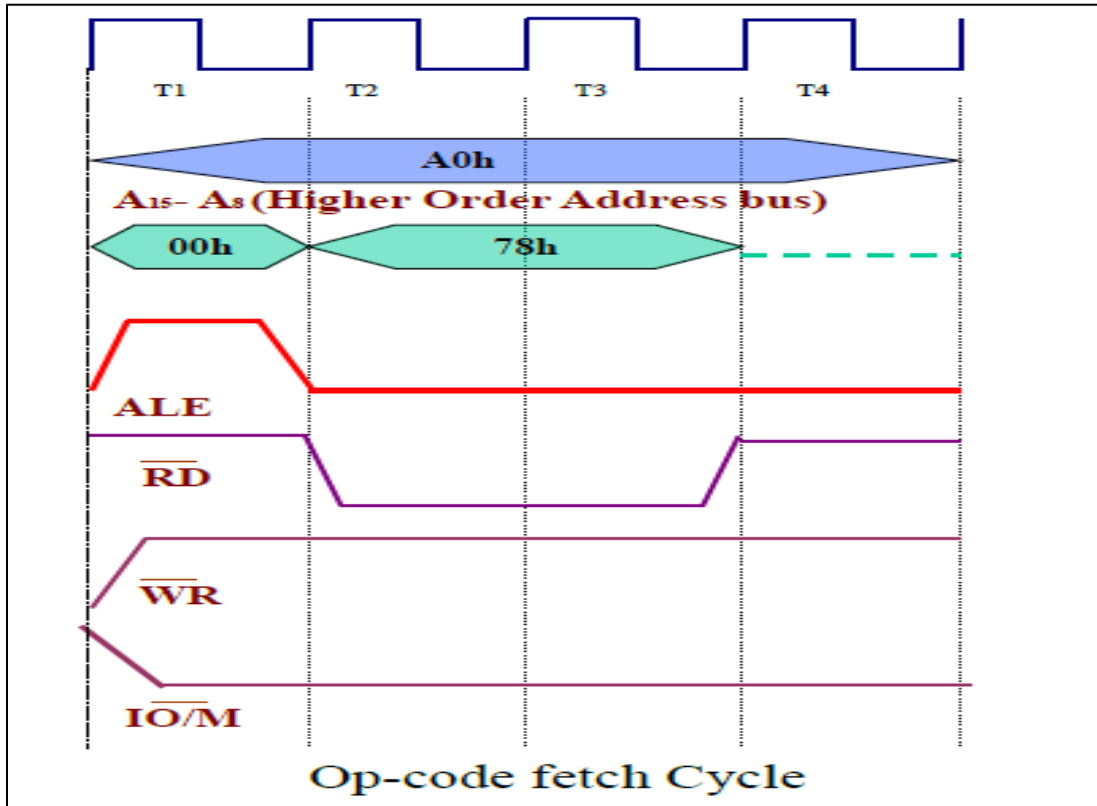 T1 T2 T3 T4
A0h
A15- A8 (Higher Order Address bus)
00h 78h
ALE
RD
WR
IO/M
Op-code fetch Cycle